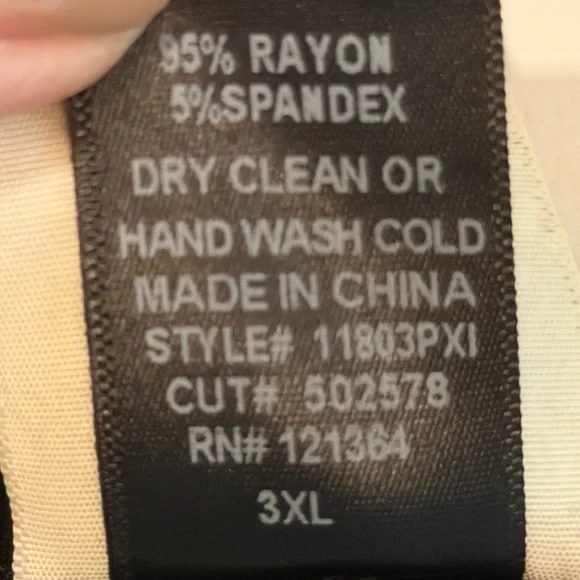 95% RAYON
5%SPANDEX
DRY CLEAN OR
HAND WASH COLD
MADE IN CHINA
STYLE# 11803PXI
CUT# 502578
RN# 121364
3XL